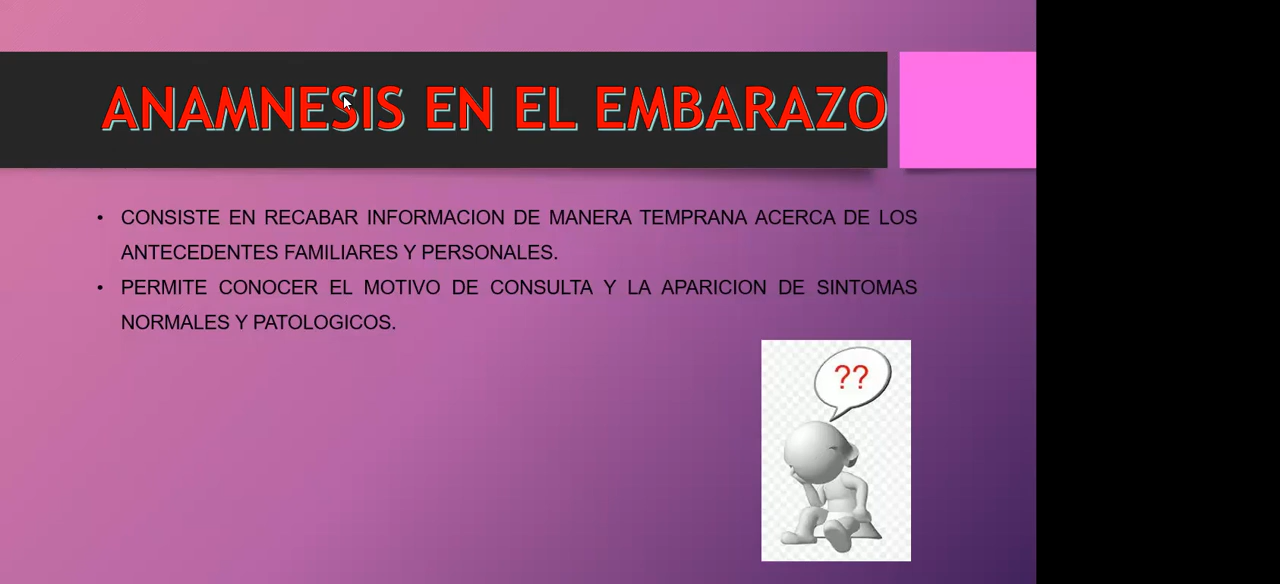 ANAMNESIS EN EL EMBARAZO
• CONSISTE EN RECABAR INFORMACION DE MANERA TEMPRANA ACERCA DE LOS
ANTECEDENTES FAMILIARES Y PERSONALES.
• PERMITE CONOCER EL MOTIVO DE CONSULTA Y LA APARICION DE SINTOMAS
NORMALES Y PATOLOGICOS.
??